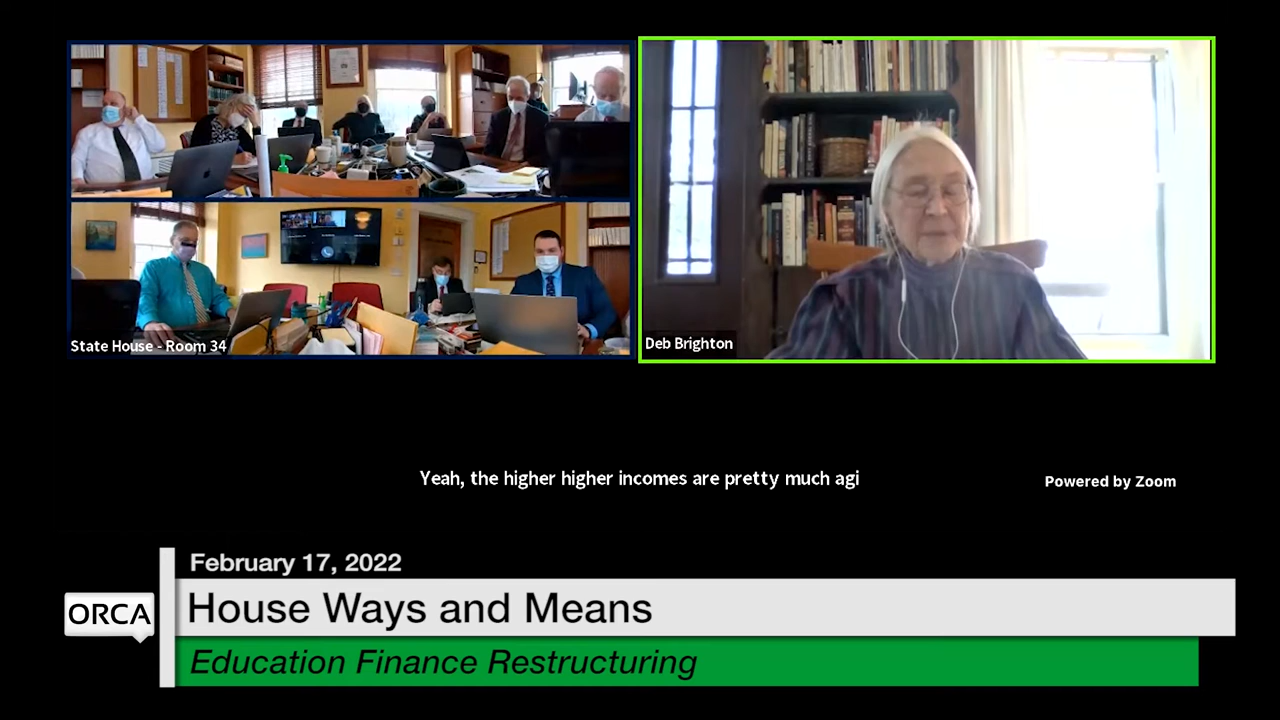 State House - Room 34
Deb Brighton
Yeah, the higher higher incomes are pretty much agi
Powered by Zoom
February 17, 2022
ORCA
House Ways and Means
Education Finance Restructuring